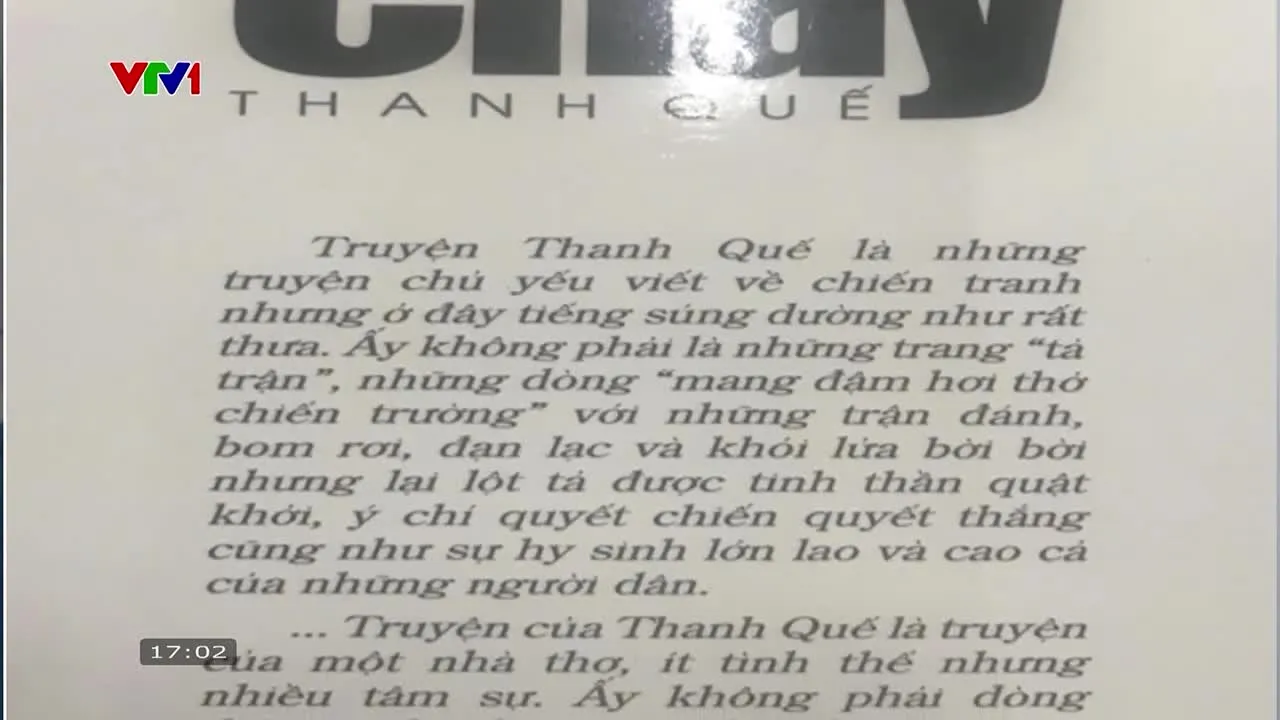 VTV1
THANH QUẾ
Truyện Thanh Quế là những
truyện chủ yếu viết về chiến tranh
nhưng ở đây tiếng súng dường như rất
thưa. Ấy không phải là những trang “tả
trận”, những dòng “mang đậm hơi thở
chiến trường” với những trận đánh,
bom rơi, đạn lạc và khói lửa bời bời
nhưng lại lột tả được tinh thần quật
khởi, ý chí quyết chiến quyết thắng
cũng như sự hy sinh lớn lao và cao cả
của những người dân.
... Truyện của Thanh Quế là truyện
17:02
của một nhà thơ, ít tình thế nhưng
nhiều tâm sự. Ấy không phải dòng